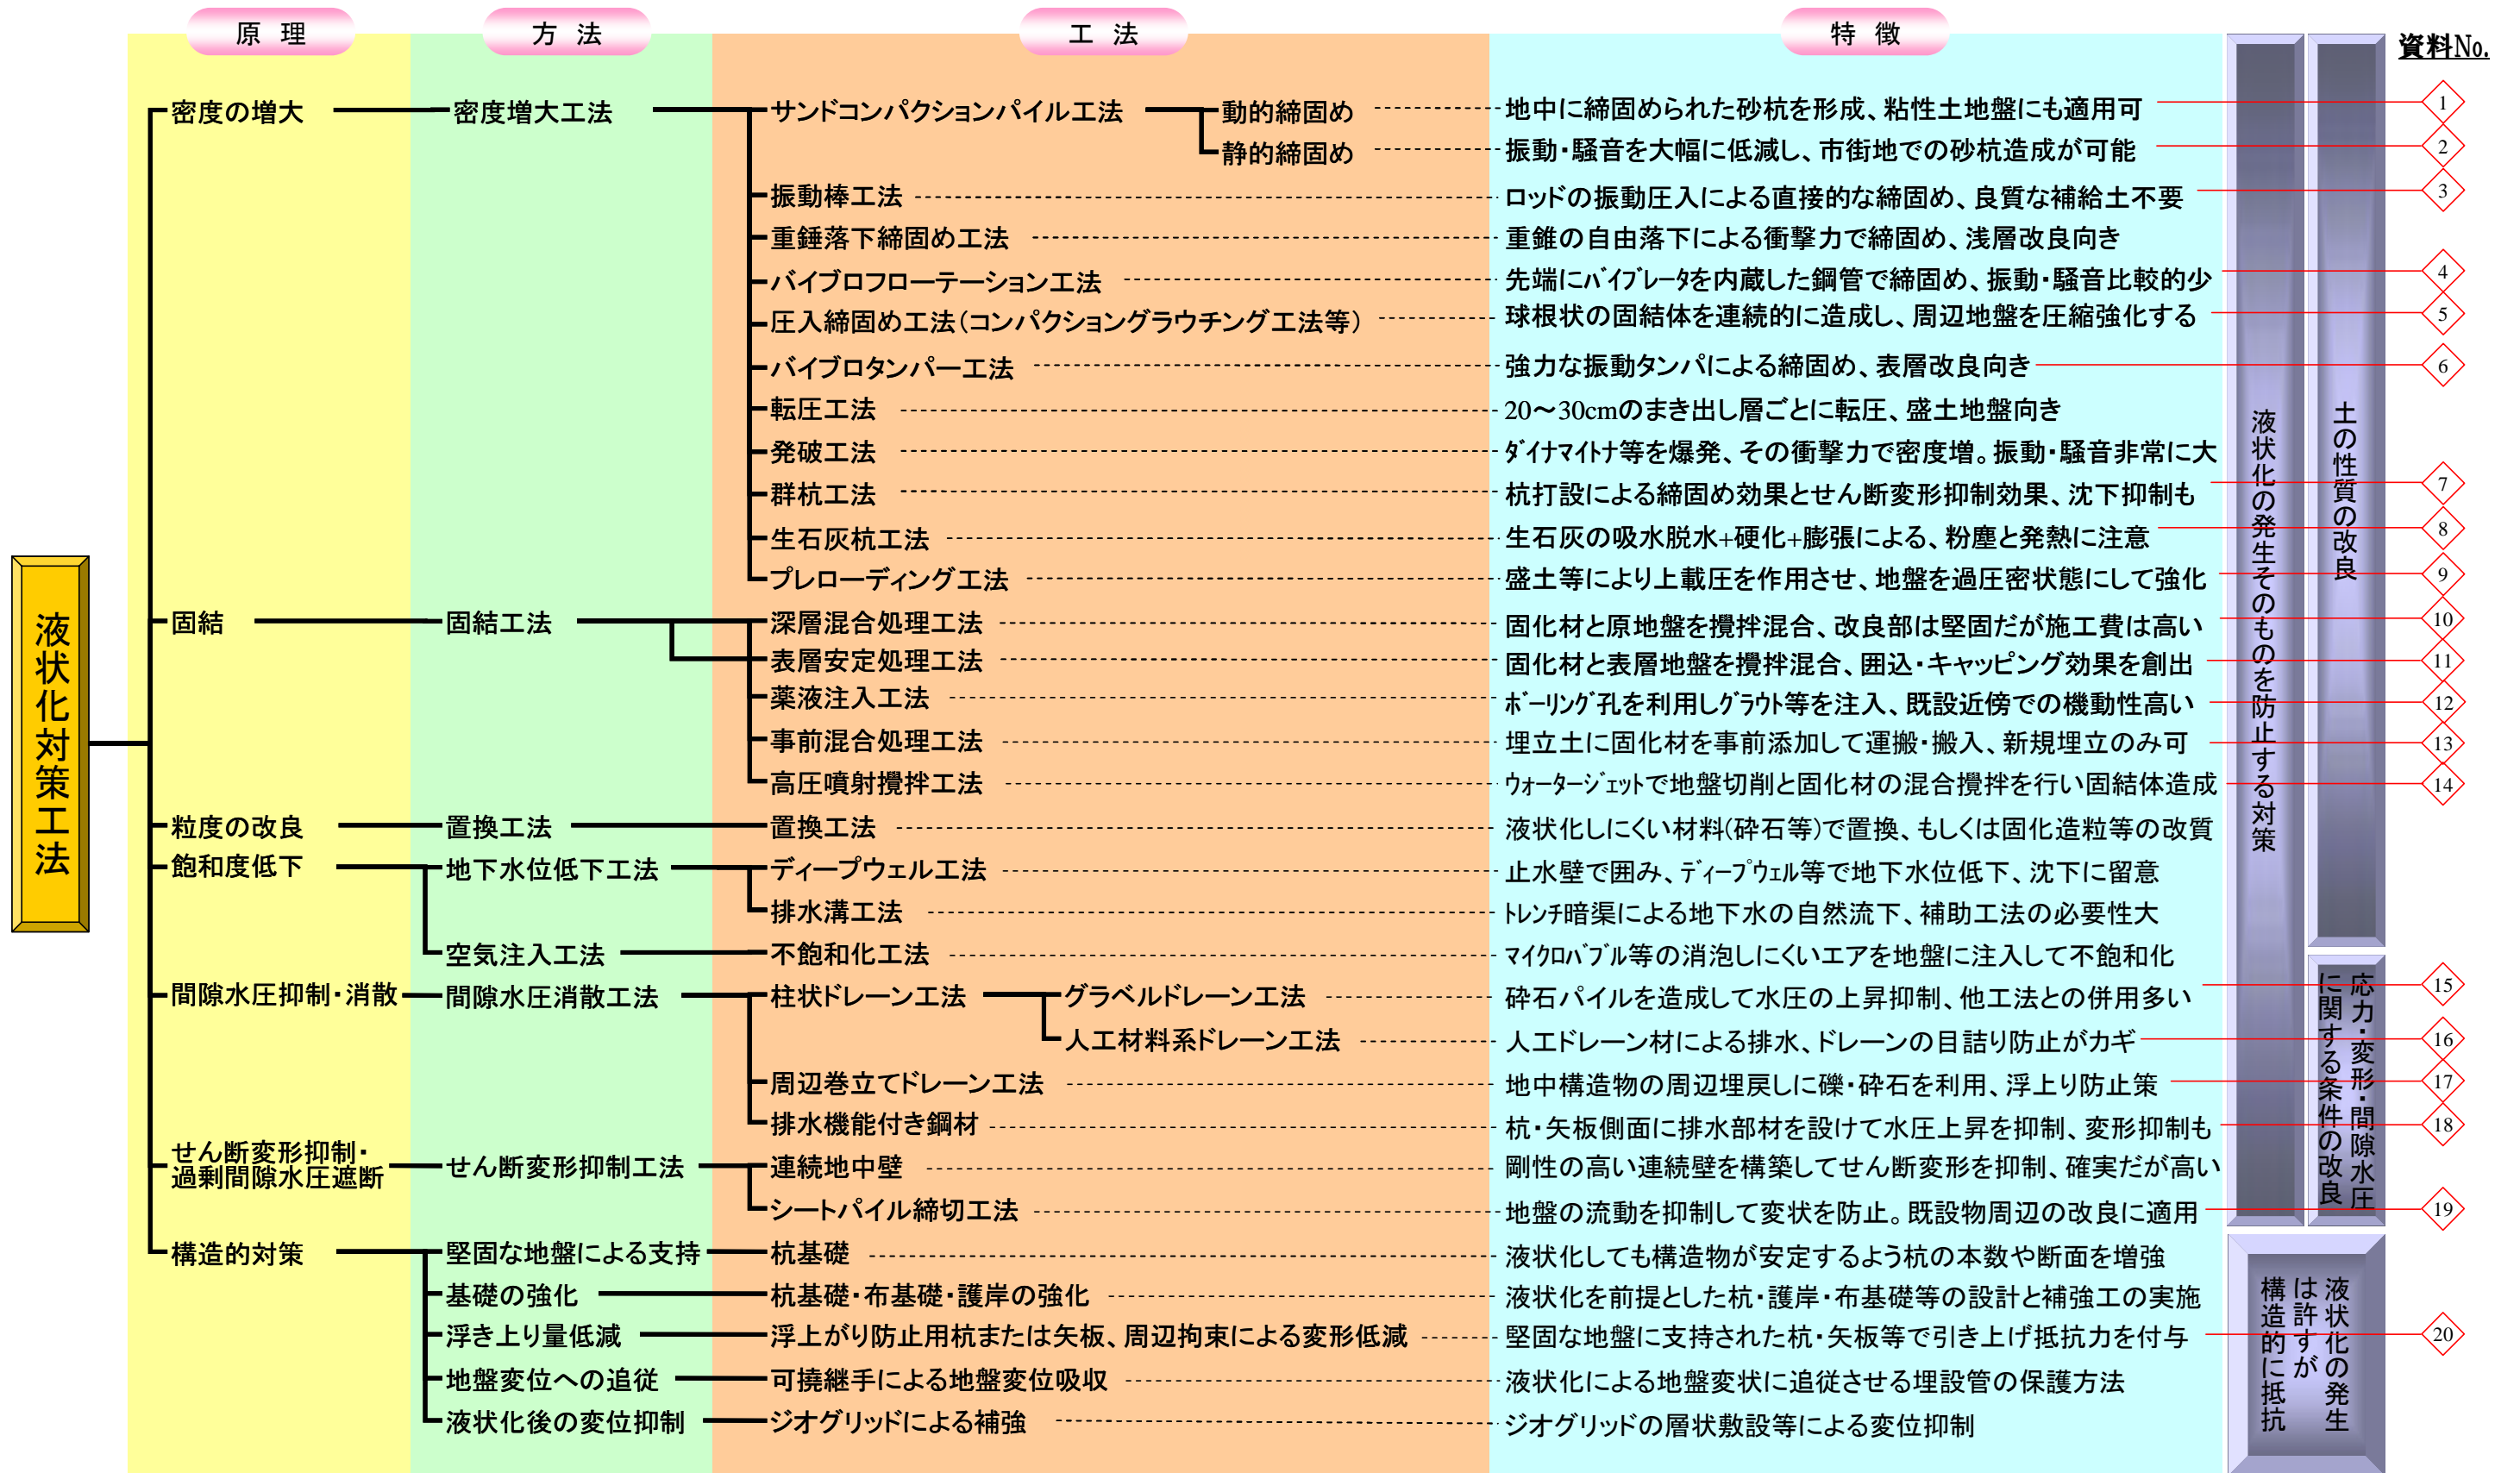 原 理
方 法
工 法
特 徴
資料No.
液状化対策工法
密度の増大
密度増大工法
サンドコンパクションパイル工法
動的締固め
地中に締固められた砂杭を形成、粘性土地盤にも適用可
1
静的締固め
振動・騒音を大幅に低減し、市街地での砂杭造成が可能
2
振動棒工法
ロッドの振動圧入による直接的な締固め、良質な補給土不要
3
重錘落下締固め工法
重錐の自由落下による衝撃力で締固め、浅層改良向き
バイブロフローテーション工法
先端にバイブレータを内蔵した鋼管で締固め、振動・騒音比較的少
4
圧入締固め工法(コンパクショングラウチング工法等)
球根状の固結体を連続的に造成し、周辺地盤を圧縮強化する
5
バイブロタンパー工法
強力な振動タンパによる締固め、表層改良向き
6
転圧工法
20～30cmのまき出し層ごとに転圧、盛土地盤向き
発破工法
ダイナマイトナ等を爆発、その衝撃力で密度増。振動・騒音非常に大
群杭工法
杭打設による締固め効果とせん断変形抑制効果、沈下抑制も
7
生石灰杭工法
生石灰の吸水脱水+硬化+膨張による、粉塵と発熱に注意
8
プレローディング工法
盛土等により上載圧を作用させ、地盤を過圧密状態にして強化
9
固結
固結工法
深層混合処理工法
固化材と原地盤を攪拌混合、改良部は堅固だが施工費は高い
10
表層安定処理工法
固化材と表層地盤を攪拌混合、囲込・キャッピング効果を創出
11
薬液注入工法
ボーリング孔を利用しグラウト等を注入、既設近傍での機動性高い
12
事前混合処理工法
埋立土に固化材を事前添加して運搬・搬入、新規埋立のみ可
13
高圧噴射攪拌工法
ウォータージェットで地盤切削と固化材の混合攪拌を行い固結体造成
14
粒度の改良
置換工法
置換工法
液状化しにくい材料(砕石等)で置換、もしくは固化造粒等の改質
飽和度低下
地下水位低下工法
ディープウェル工法
止水壁で囲み、ディープウェル等で地下水位低下、沈下に留意
排水溝工法
トレンチ暗渠による地下水の自然流下、補助工法の必要性大
空気注入工法
不飽和化工法
マイクロバブル等の消泡しにくいエアを地盤に注入して不飽和化
間隙水圧抑制・消散
間隙水圧消散工法
柱状ドレーン工法
グラベルドレーン工法
砕石パイルを造成して水圧の上昇抑制、他工法との併用多い
15
人工材料系ドレーン工法
人工ドレーン材による排水、ドレーンの目詰り防止がカギ
16
周辺巻立てドレーン工法
地中構造物の周辺埋戻しに礫・砕石を利用、浮上り防止策
17
排水機能付き鋼材
杭・矢板側面に排水部材を設けて水圧上昇を抑制、変形抑制も
18
せん断変形抑制・
過剰間隙水圧遮断
せん断変形抑制工法
連続地中壁
剛性の高い連続壁を構築してせん断変形を抑制、確実だが高い
シートパイル締切工法
地盤の流動を抑制して変状を防止。既設物周辺の改良に適用
19
構造的対策
堅固な地盤による支持
杭基礎
液状化しても構造物が安定するよう杭の本数や断面を増強
基礎の強化
杭基礎・布基礎・護岸の強化
液状化を前提とした杭・護岸・布基礎等の設計と補強工の実施
浮き上り量低減
浮上がり防止用杭または矢板、周辺拘束による変形低減
堅固な地盤に支持された杭・矢板等で引き上げ抵抗力を付与
20
地盤変位への追従
可撓継手による地盤変位吸収
液状化による地盤変状に追従させる埋設管の保護方法
液状化後の変位抑制
ジオグリッドによる補強
ジオグリッドの層状敷設等による変位抑制
液状化の発生そのものを防止する対策
土の性質の改良
応力・変形・間隙水圧
に関する条件の改良
液状化の発生
は許すが
構造的に抵抗